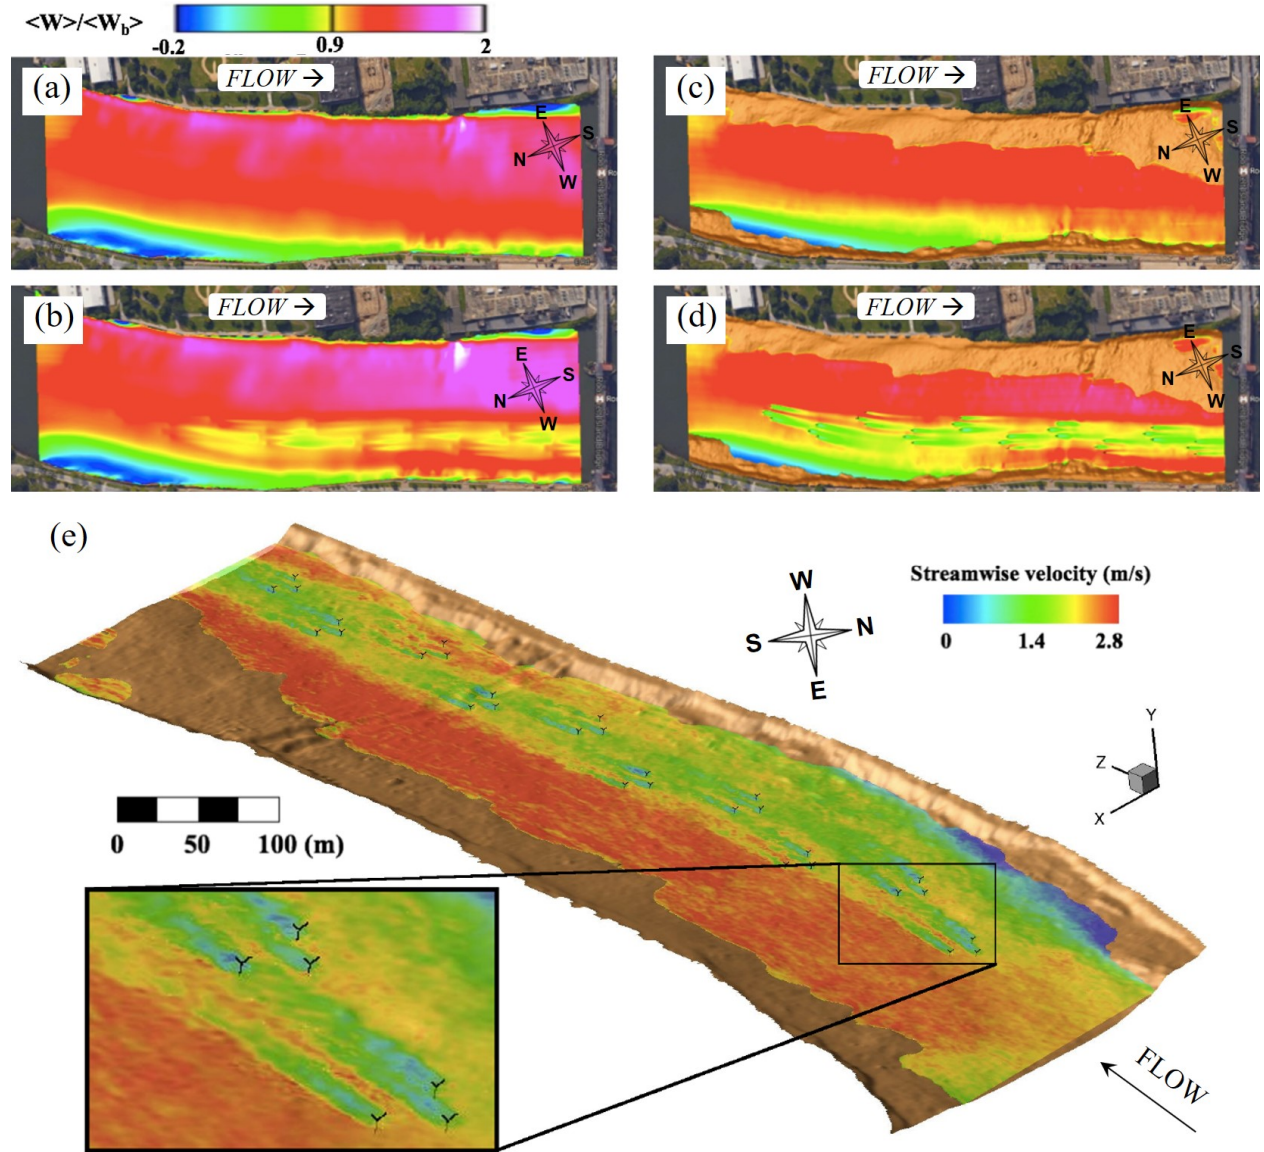 <W>/<W_b>
-0.2 0.9 2
(a) FLOW →
E
S
N
W
(c) FLOW →
E
S
N
W
(b) FLOW →
E
S
N
W
(d) FLOW →
E
S
N
W
(e)
W
S N
E
Streamwise velocity (m/s)
0 1.4 2.8
Y
Z
X
0 50 100 (m)
FLOW